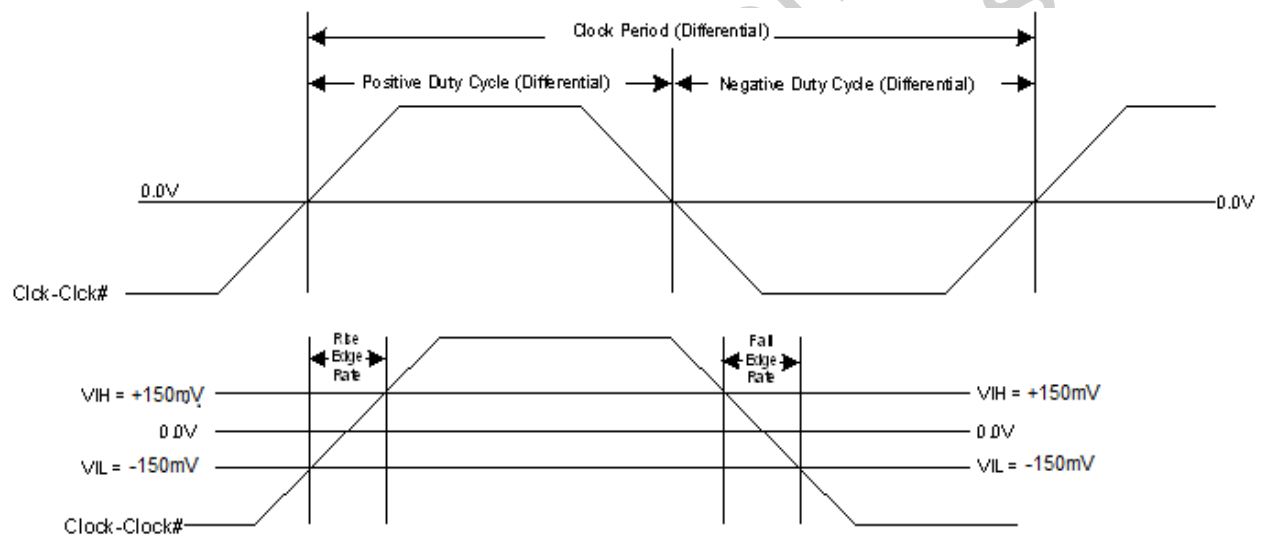 Clock Period (Differential)
Positive Duty Cycle (Differential)
Negative Duty Cycle (Differential)
0.0V
0.0V
Clck-Clck#
Rise
Edge
Rate
Fall
Edge
Rate
VIH = +150mV
VIH = +150mV
0.0V
0.0V
VIL = -150mV
VIL = -150mV
Clock-Clock#